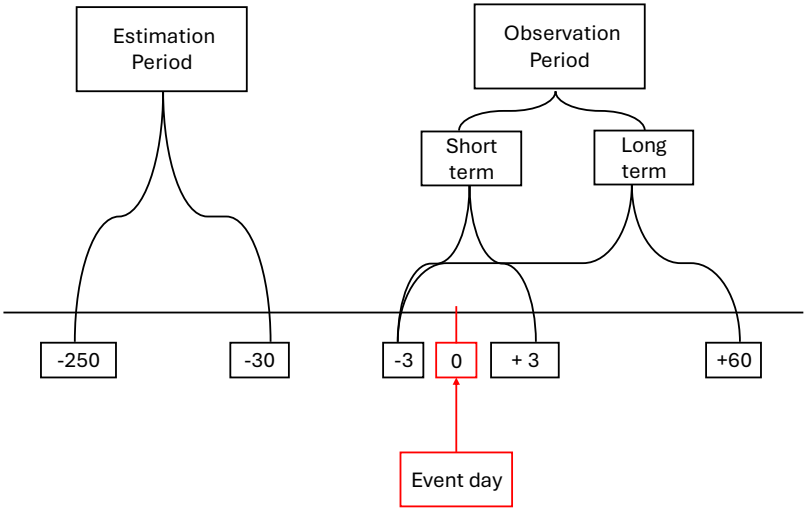 Estimation
Period
Observation
Period
Short
term
Long
term
-250
-30
-3
0
+ 3
+60
Event day